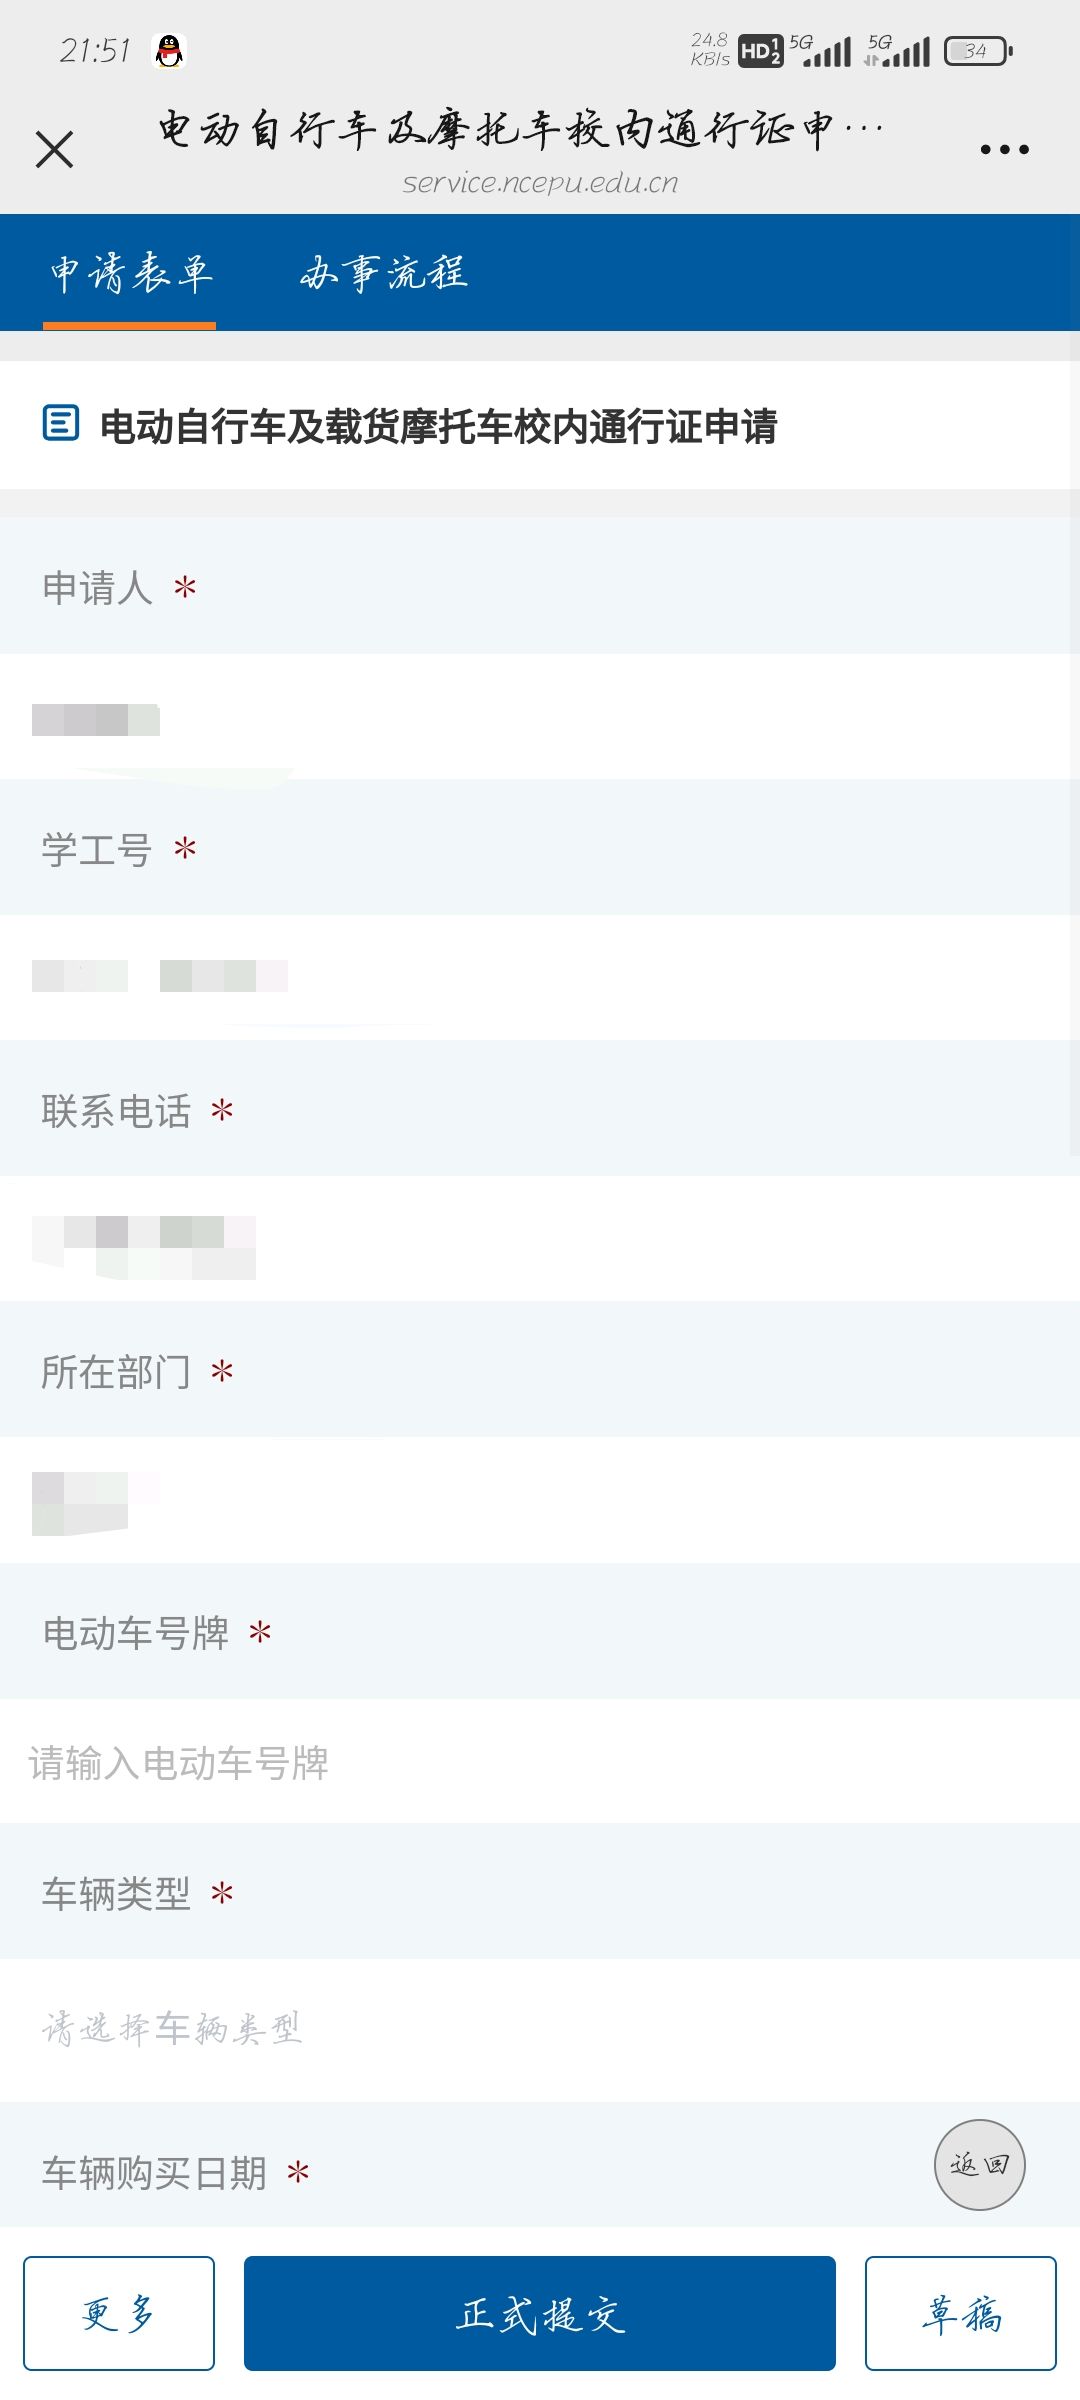 21:51
24.8 KB/s HD 1 2 5G 5G 34
电动自行车及摩托车校内通行证申···
service.ncepu.edu.cn
申请表单 办事流程
电动自行车及载货摩托车校内通行证申请
申请人 *
学工号 *
联系电话 *
所在部门 *
电动车号牌 *
请输入电动车号牌
车辆类型 *
请选择车辆类型
车辆购买日期 *
返回
更多 正式提交 草稿